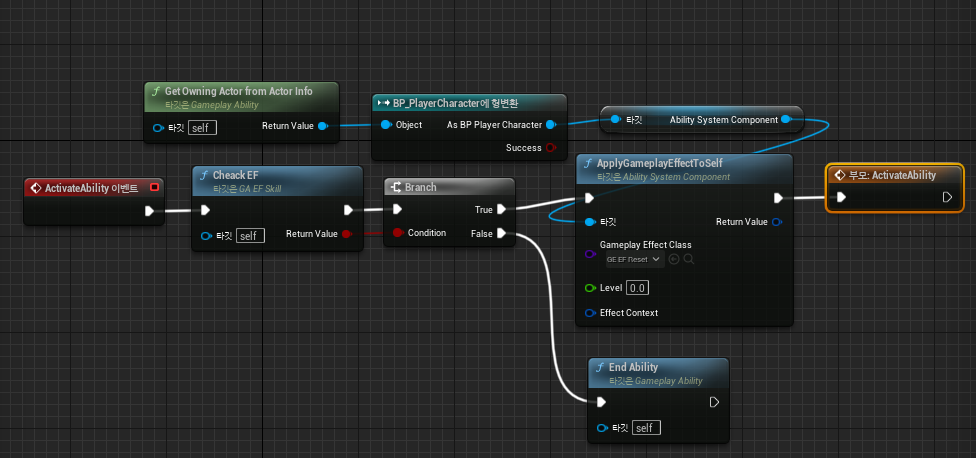 Get Owning Actor from Actor Info
타깃은 Gameplay Ability
타깃 self
Return Value
BP_PlayerCharacter에 형변환
Object
As BP Player Character
Success
타깃
Ability System Component
ActivateAbility 이벤트
Cheack EF
타깃은 GA EF Skill
타깃 self
Return Value
Branch
True
Condition
False
ApplyGameplayEffectToSelf
타깃은 Ability System Component
타깃
Return Value
Gameplay Effect Class
GE EF Reset
Level 0.0
Effect Context
부모: ActivateAbility
End Ability
타깃은 Gameplay Ability
타깃 self